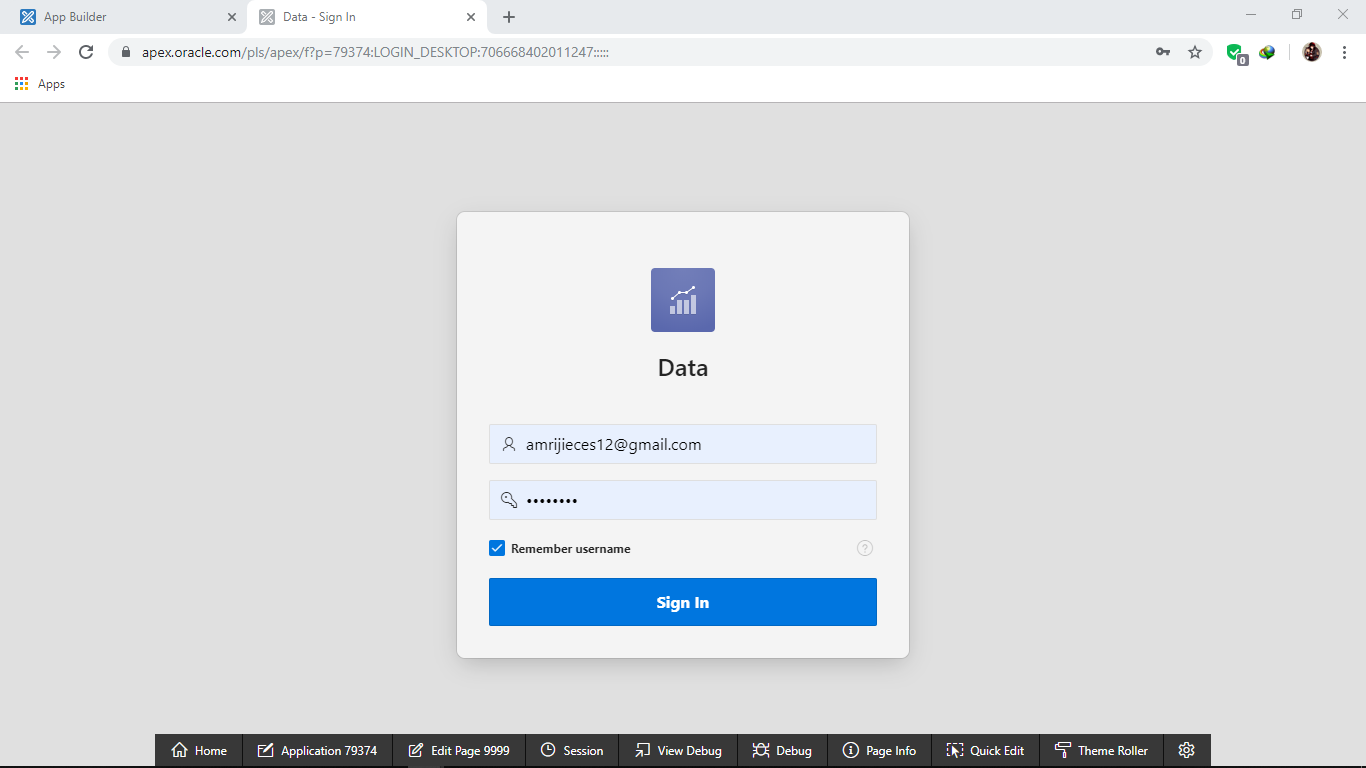 App Builder
Data - Sign In
apex.oracle.com/pls/apex/f?p=79374:LOGIN_DESKTOP:706668402011247:::::
0
Apps
Data
amrijieces12@gmail.com
••••••••
Remember username
?
Sign In
Home
Application 79374
Edit Page 9999
Session
View Debug
Debug
Page Info
Quick Edit
Theme Roller